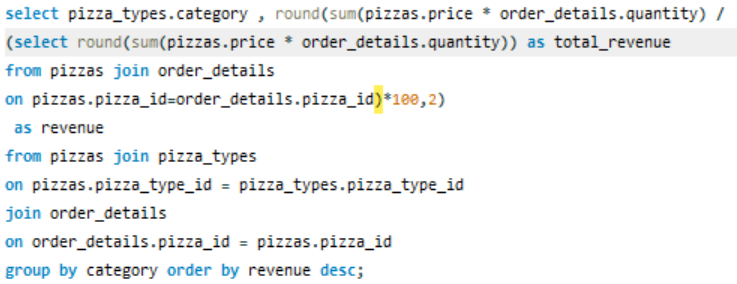 select pizza_types.category , round(sum(pizzas.price * order_details.quantity) /
(select round(sum(pizzas.price * order_details.quantity)) as total_revenue
from pizzas join order_details
on pizzas.pizza_id=order_details.pizza_id)*100,2)
as revenue
from pizzas join pizza_types
on pizzas.pizza_type_id = pizza_types.pizza_type_id
join order_details
on order_details.pizza_id = pizzas.pizza_id
group by category order by revenue desc;